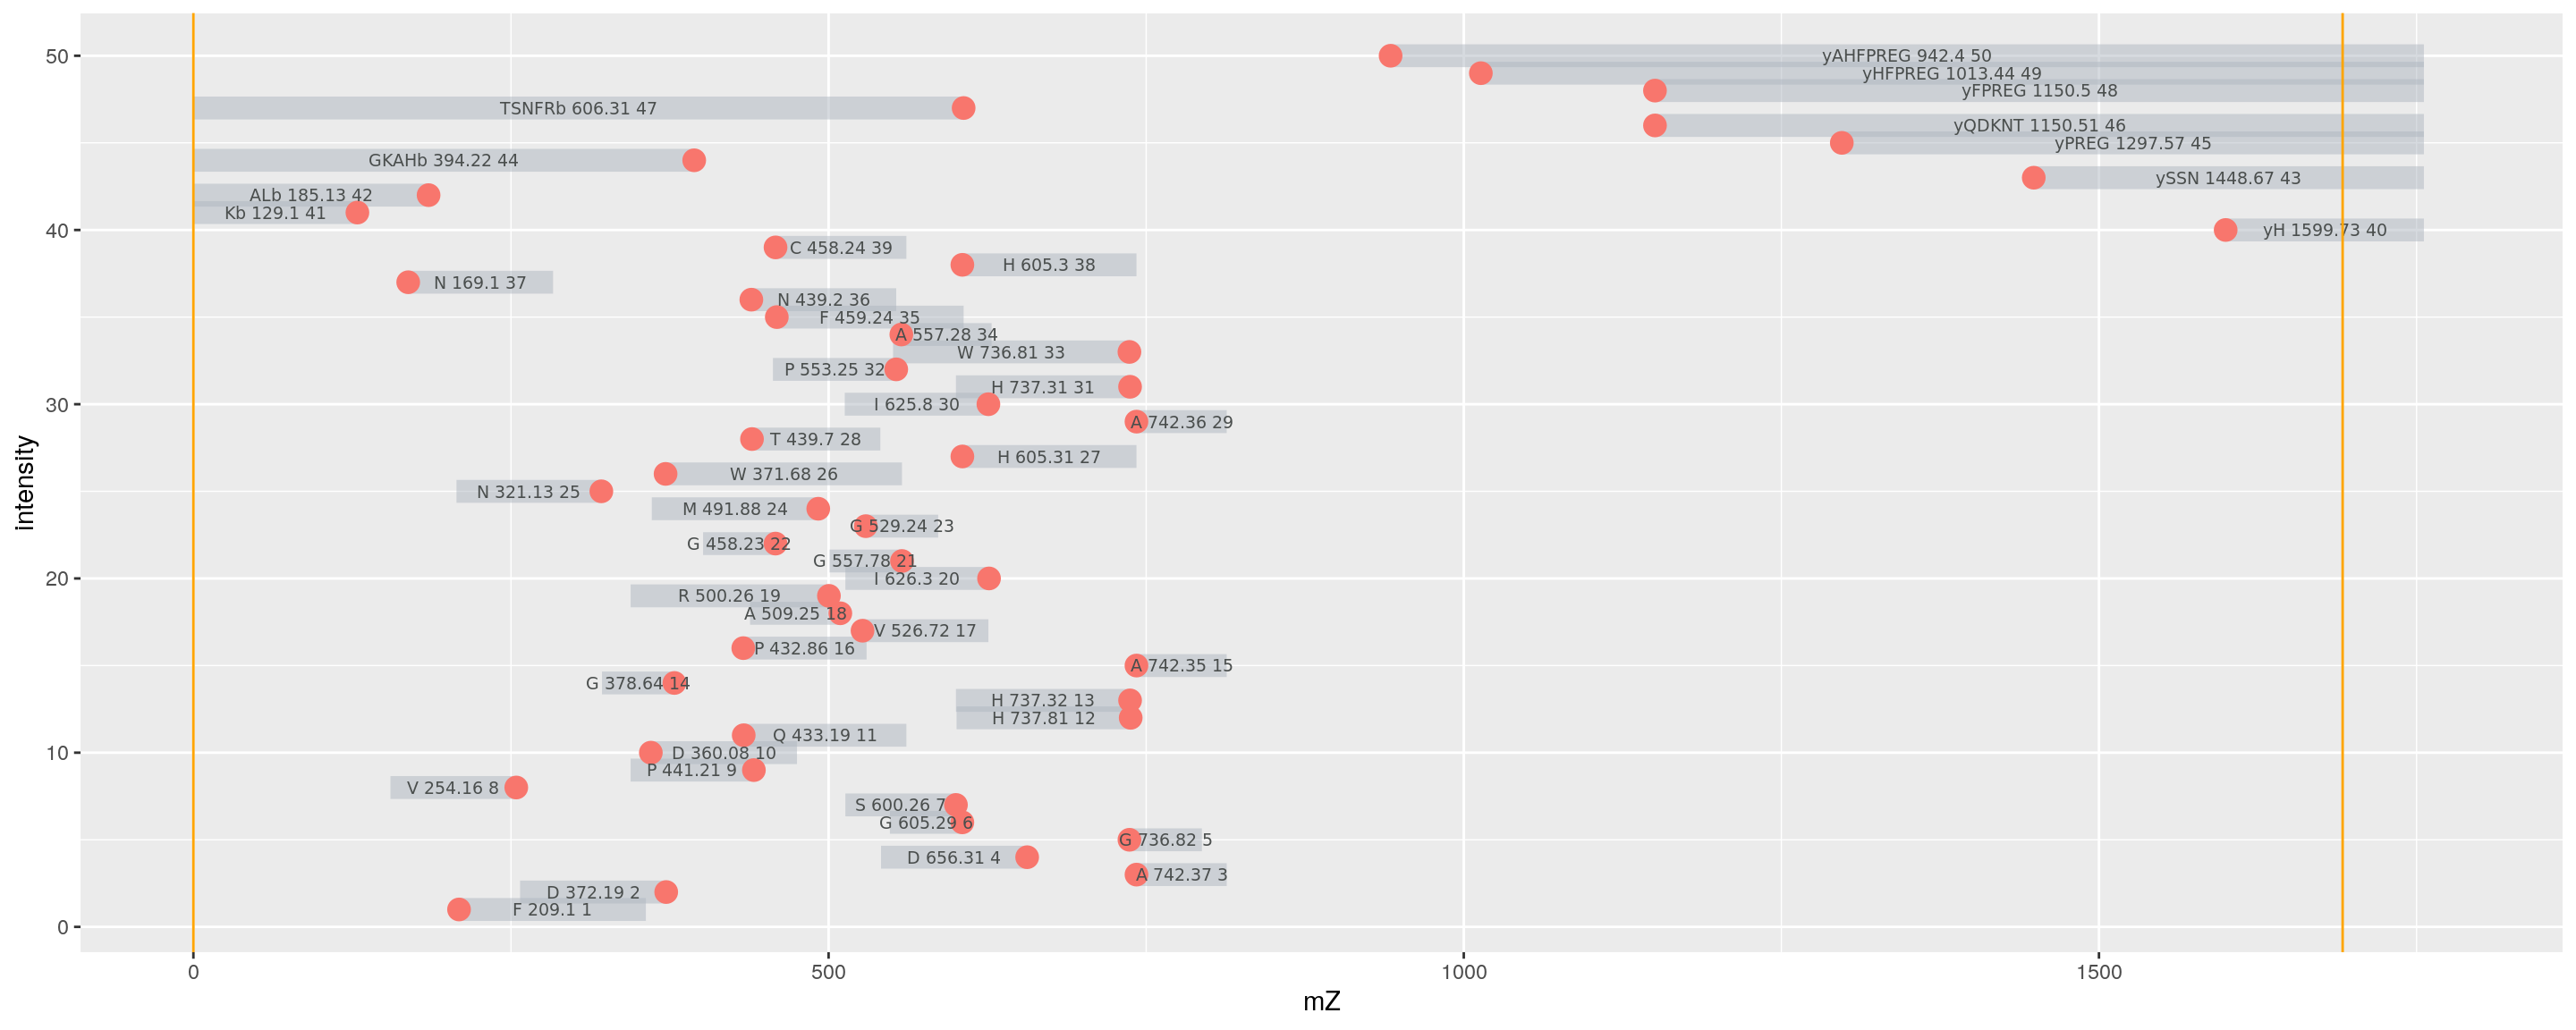 50
yAHFPREG 942.4 50
yHFPREG 1013.44 49
yFPREG 1150.5 48
TSNFRb 606.31 47
yQDKNT 1150.51 46
yPREG 1297.57 45
GKAHb 394.22 44
ySSN 1448.67 43
ALb 185.13 42
Kb 129.1 41
40
yH 1599.73 40
C 458.24 39
H 605.3 38
N 169.1 37
N 439.2 36
F 459.24 35
A 557.28 34
W 736.81 33
P 553.25 32
H 737.31 31
30
I 625.8 30
A 742.36 29
T 439.7 28
H 605.31 27
W 371.68 26
N 321.13 25
M 491.88 24
G 529.24 23
G 458.23 22
G 557.78 21
20
I 626.3 20
R 500.26 19
A 509.25 18
V 526.72 17
P 432.86 16
A 742.35 15
G 378.64 14
H 737.32 13
H 737.81 12
Q 433.19 11
10
D 360.08 10
P 441.21 9
V 254.16 8
S 600.26 7
G 605.29 6
G 736.82 5
D 656.31 4
A 742.37 3
D 372.19 2
F 209.1 1
0
intensity
0 500 1000 1500
mZ